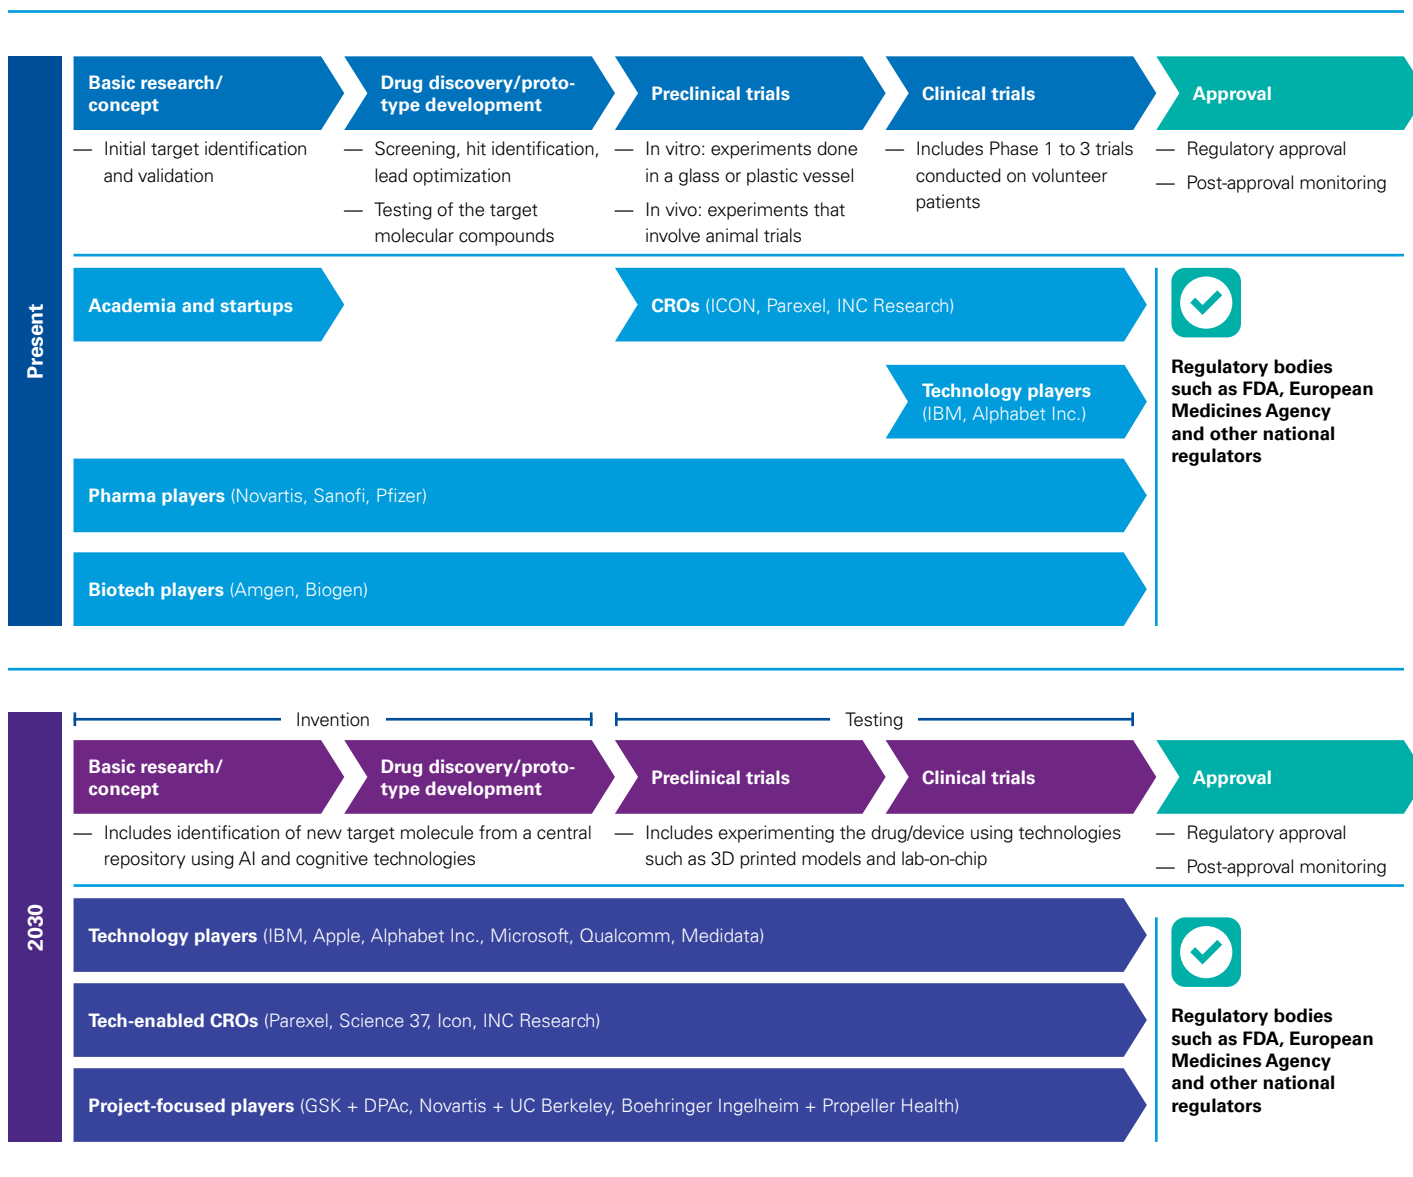 Present
Basic research/
concept
Drug discovery/proto-
type development
Preclinical trials
Clinical trials
Approval
— Initial target identification
and validation
— Screening, hit identification,
lead optimization
— Testing of the target
molecular compounds
— In vitro: experiments done
in a glass or plastic vessel
— In vivo: experiments that
involve animal trials
— Includes Phase 1 to 3 trials
conducted on volunteer
patients
— Regulatory approval
— Post-approval monitoring
Academia and startups
CROs (ICON, Parexel, INC Research)
Technology players
(IBM, Alphabet Inc.)
Pharma players (Novartis, Sanofi, Pfizer)
Biotech players (Amgen, Biogen)
Regulatory bodies
such as FDA, European
Medicines Agency
and other national
regulators
2030
Invention
Testing
Basic research/
concept
Drug discovery/proto-
type development
Preclinical trials
Clinical trials
Approval
— Includes identification of new target molecule from a central
repository using AI and cognitive technologies
— Includes experimenting the drug/device using technologies
such as 3D printed models and lab-on-chip
— Regulatory approval
— Post-approval monitoring
Technology players (IBM, Apple, Alphabet Inc., Microsoft, Qualcomm, Medidata)
Tech-enabled CROs (Parexel, Science 37, Icon, INC Research)
Project-focused players (GSK + DPAc, Novartis + UC Berkeley, Boehringer Ingelheim + Propeller Health)
Regulatory bodies
such as FDA, European
Medicines Agency
and other national
regulators